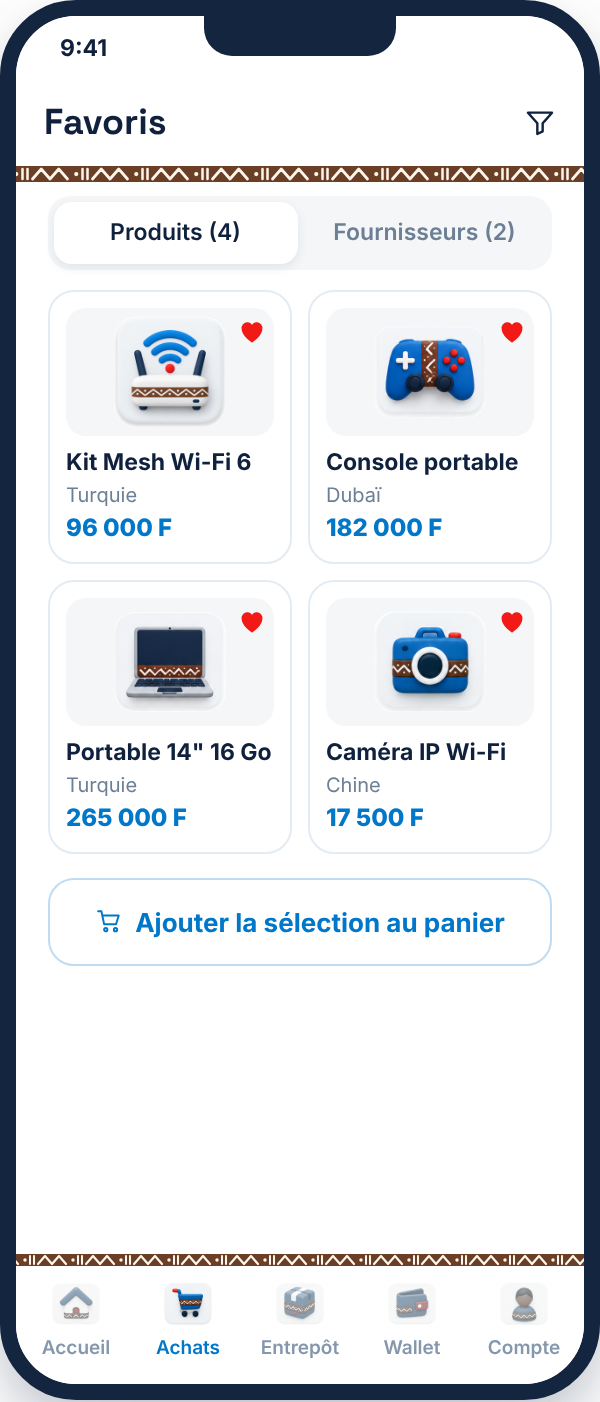 9:41
Favoris
Produits (4)
Fournisseurs (2)
Kit Mesh Wi-Fi 6
Turquie
96 000 F
Console portable
Dubaï
182 000 F
Portable 14" 16 Go
Turquie
265 000 F
Caméra IP Wi-Fi
Chine
17 500 F
Ajouter la sélection au panier
Accueil
Achats
Entrepôt
Wallet
Compte